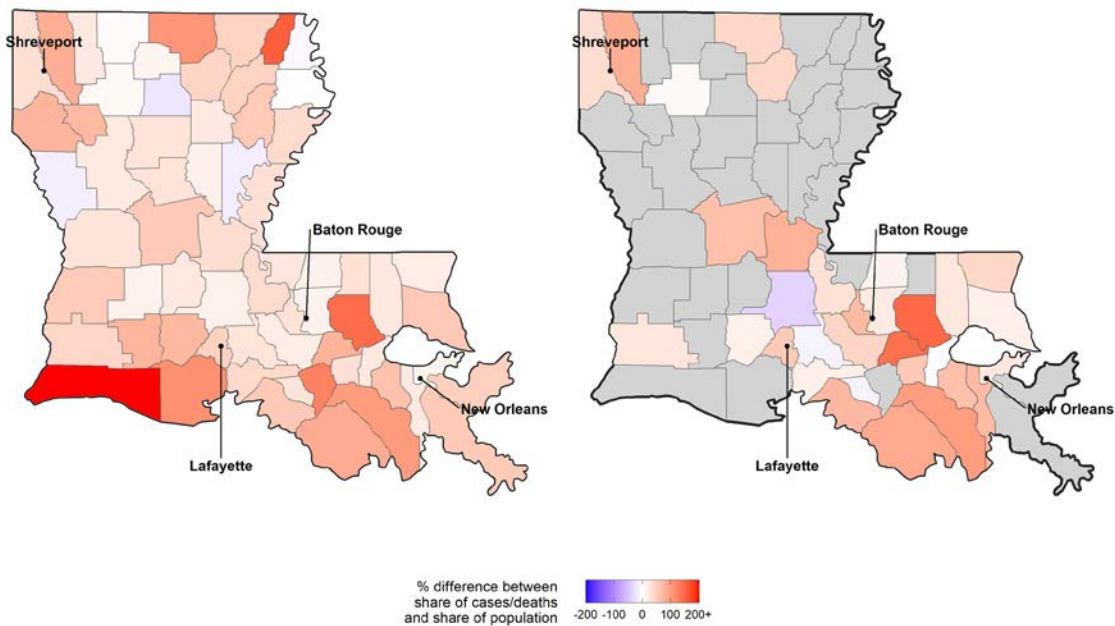 Shreveport
Baton Rouge
New Orleans
Lafayette
Shreveport
Baton Rouge
New Orleans
Lafayette
% difference between
share of cases/deaths
and share of population
-200 -100 0 100 200+